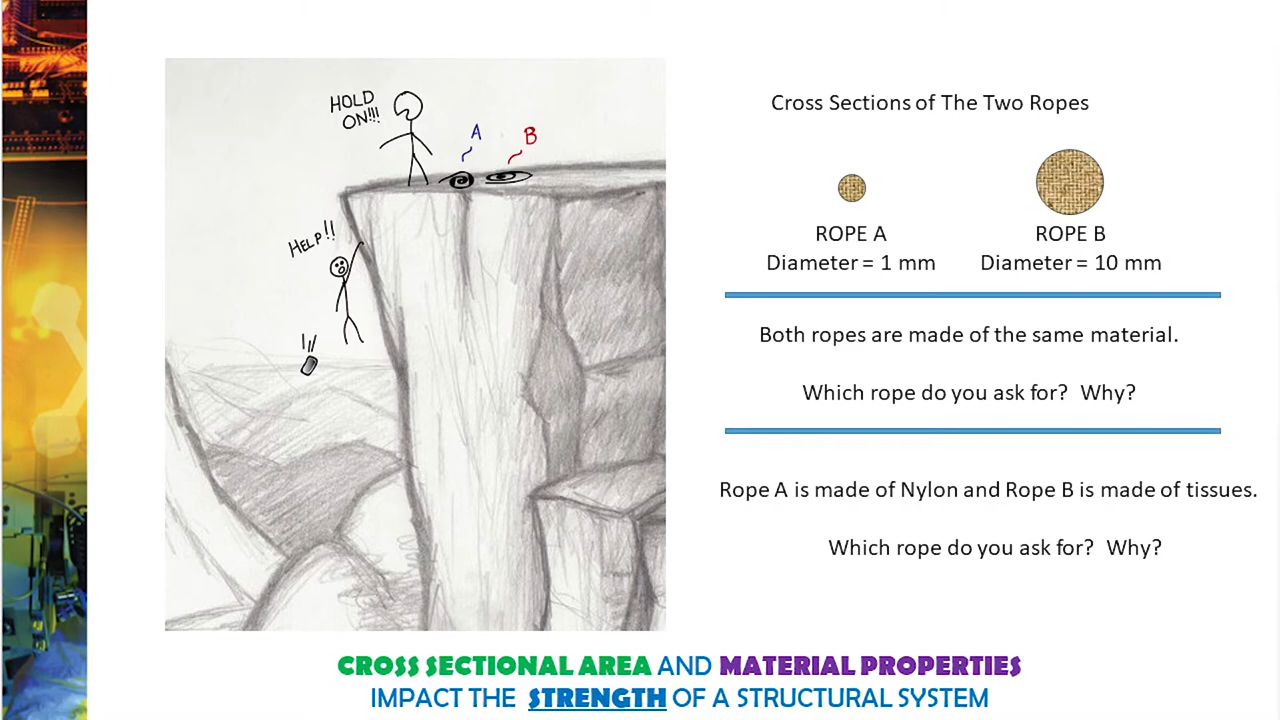 HOLD
ON!!!
A
B
HELP!!
Cross Sections of The Two Ropes
ROPE A
Diameter = 1 mm
ROPE B
Diameter = 10 mm
Both ropes are made of the same material.
Which rope do you ask for? Why?
Rope A is made of Nylon and Rope B is made of tissues.
Which rope do you ask for? Why?
CROSS SECTIONAL AREA AND MATERIAL PROPERTIES
IMPACT THE STRENGTH OF A STRUCTURAL SYSTEM